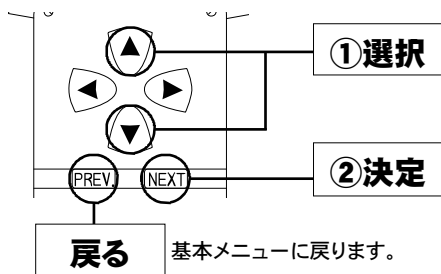 ①選択
PREV.
NEXT
②決定
戻る
基本メニューに戻ります。